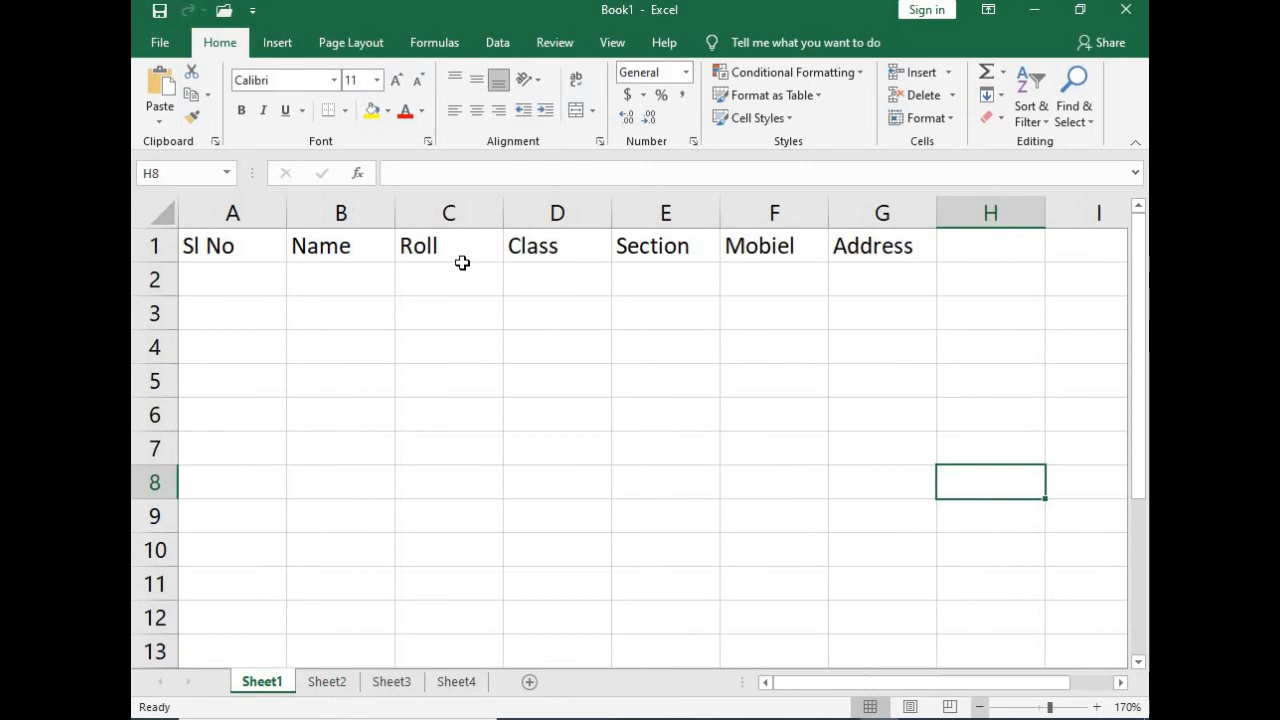 Book1 - Excel
Sign in
File Home Insert Page Layout Formulas Data Review View Help Tell me what you want to do Share
Paste
Calibri 11
B I U
General
$ % ,
Conditional Formatting
Format as Table
Cell Styles
Insert
Delete
Format
Sort & Filter
Find & Select
Clipboard Font Alignment Number Styles Cells Editing
H8 fx
A B C D E F G H I
1 Sl No Name Roll Class Section Mobiel Address
2
3
4
5
6
7
8
9
10
11
12
13
Sheet1 Sheet2 Sheet3 Sheet4
Ready 170%